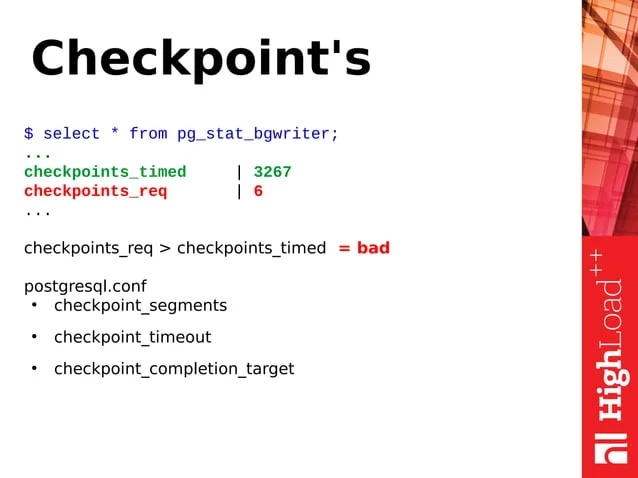 Checkpoint's
$ select * from pg_stat_bgwriter;
...
checkpoints_timed | 3267
checkpoints_req | 6
...
checkpoints_req > checkpoints_timed = bad
postgresql.conf
• checkpoint_segments
• checkpoint_timeout
• checkpoint_completion_target
HighLoad++